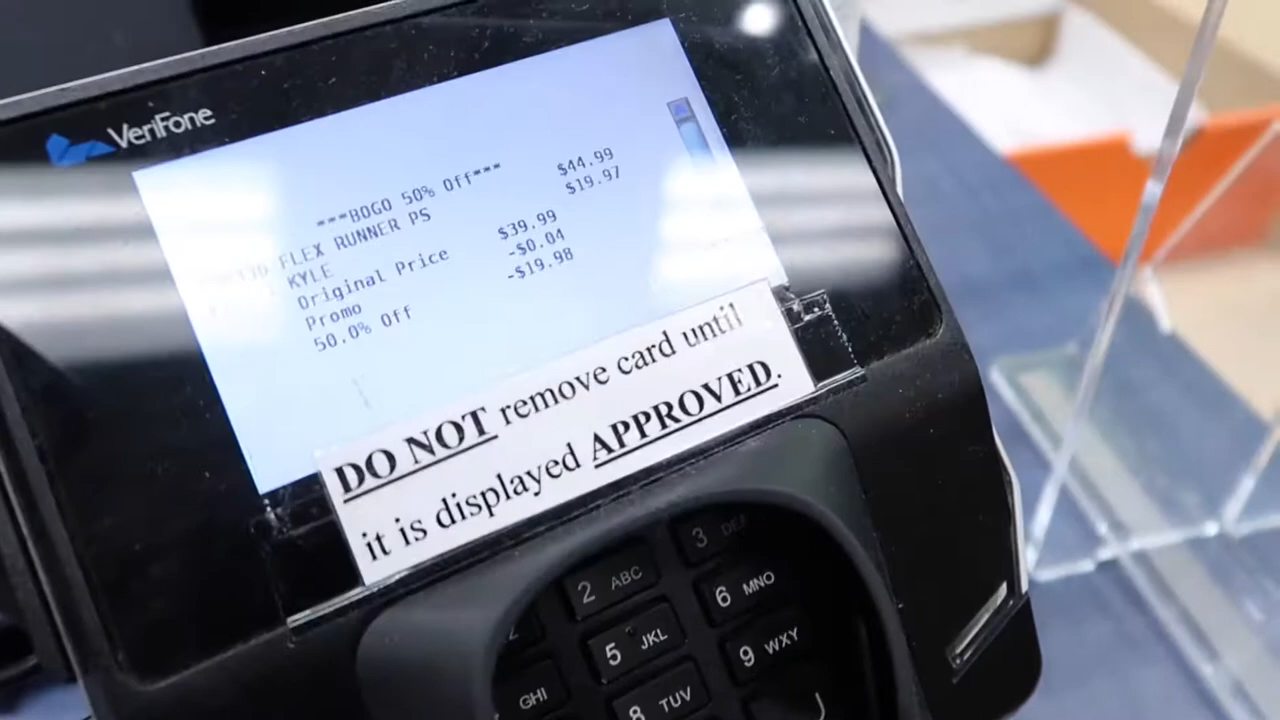 VeriFone
***BOGO 50% Off*** $44.99
FLEX RUNNER PS $19.97
KYLE
Original Price $39.99
Promo -$0.04
50.0% Off -$19.98
DO NOT remove card until
it is displayed APPROVED.
2 ABC
3 DEF
5 JKL
6 MNO
GHI
8 TUV
9 WXY